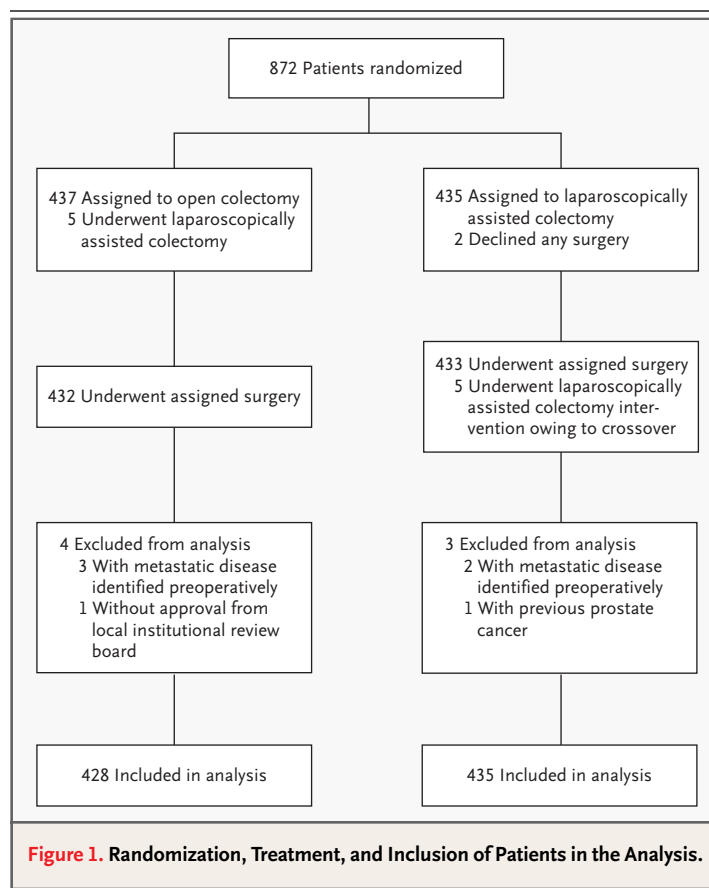 872 Patients randomized
437 Assigned to open colectomy
5 Underwent laparoscopically
assisted colectomy
435 Assigned to laparoscopically
assisted colectomy
2 Declined any surgery
432 Underwent assigned surgery
433 Underwent assigned surgery
5 Underwent laparoscopically
assisted colectomy inter-
vention owing to crossover
4 Excluded from analysis
3 With metastatic disease
identified preoperatively
1 Without approval from
local institutional review
board
3 Excluded from analysis
2 With metastatic disease
identified preoperatively
1 With previous prostate
cancer
428 Included in analysis
435 Included in analysis
Figure 1. Randomization, Treatment, and Inclusion of Patients in the Analysis.